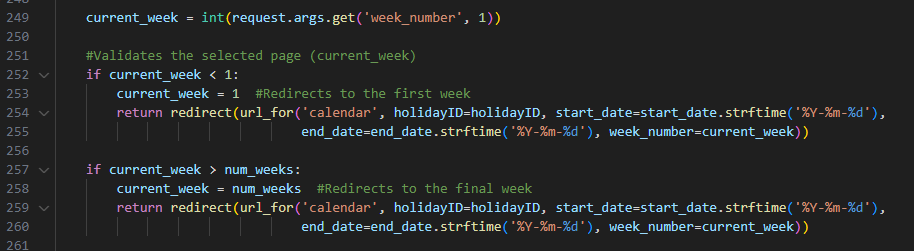 249 current_week = int(request.args.get('week_number', 1))
250
251 #Validates the selected page (current_week)
252 if current_week < 1:
253 current_week = 1  #Redirects to the first week
254 return redirect(url_for('calendar', holidayID=holidayID, start_date=start_date.strftime('%Y-%m-%d'),
255 end_date=end_date.strftime('%Y-%m-%d'), week_number=current_week))
256
257 if current_week > num_weeks:
258 current_week = num_weeks  #Redirects to the final week
259 return redirect(url_for('calendar', holidayID=holidayID, start_date=start_date.strftime('%Y-%m-%d'),
260 end_date=end_date.strftime('%Y-%m-%d'), week_number=current_week))
261